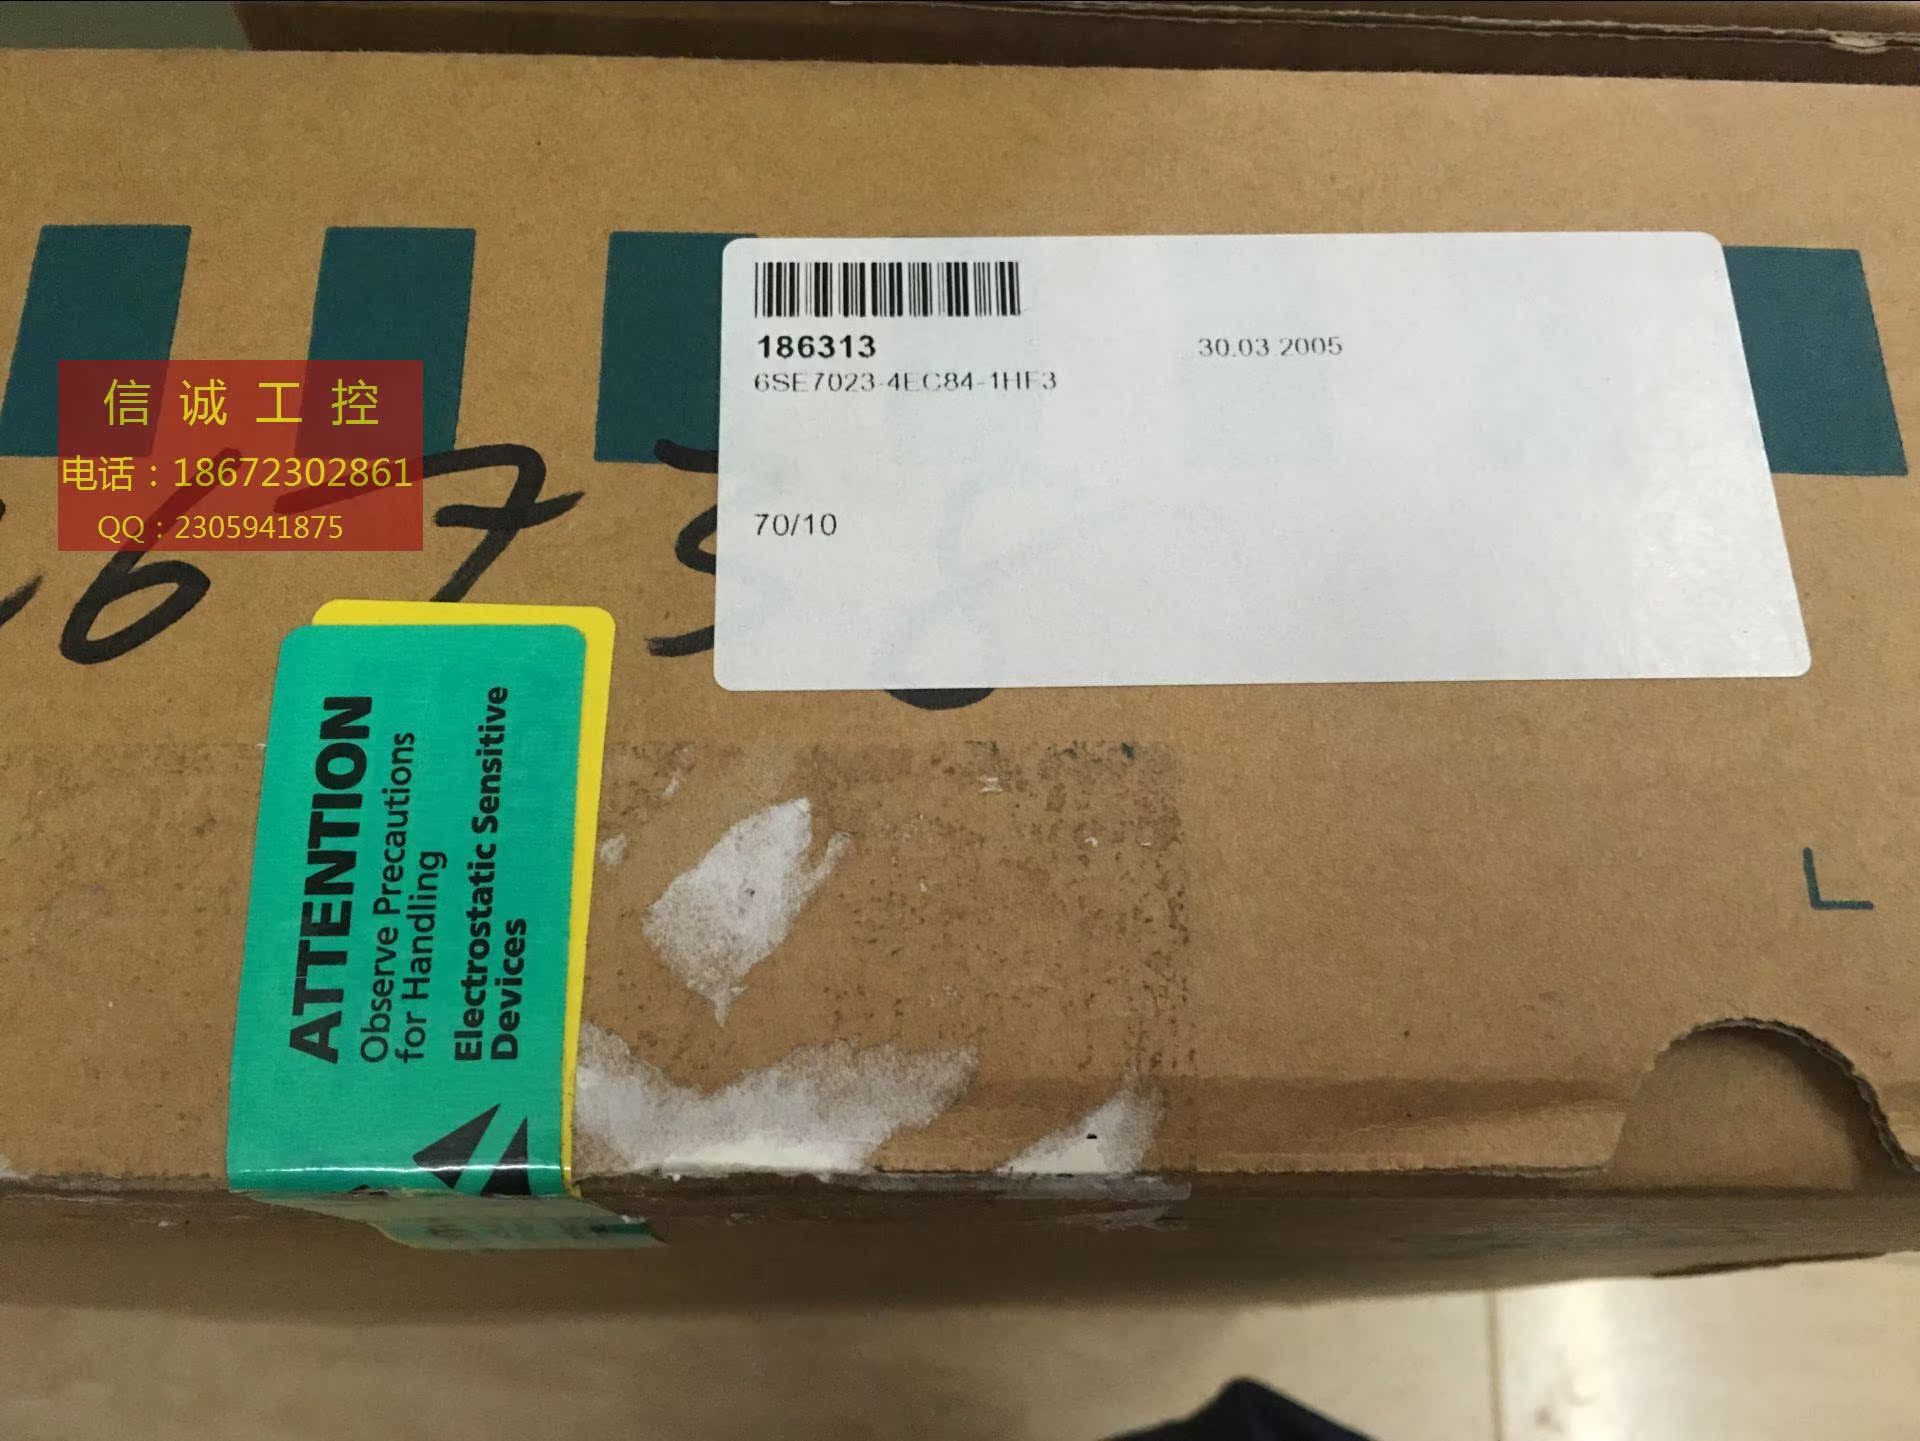 186313
30.03.2005
6SE7023-4EC84-1HF3
70/10
信诚工控
电话：18672302861
QQ：2305941875
673
ATTENTION
Observe Precautions
for Handling
Electrostatic Sensitive
Devices